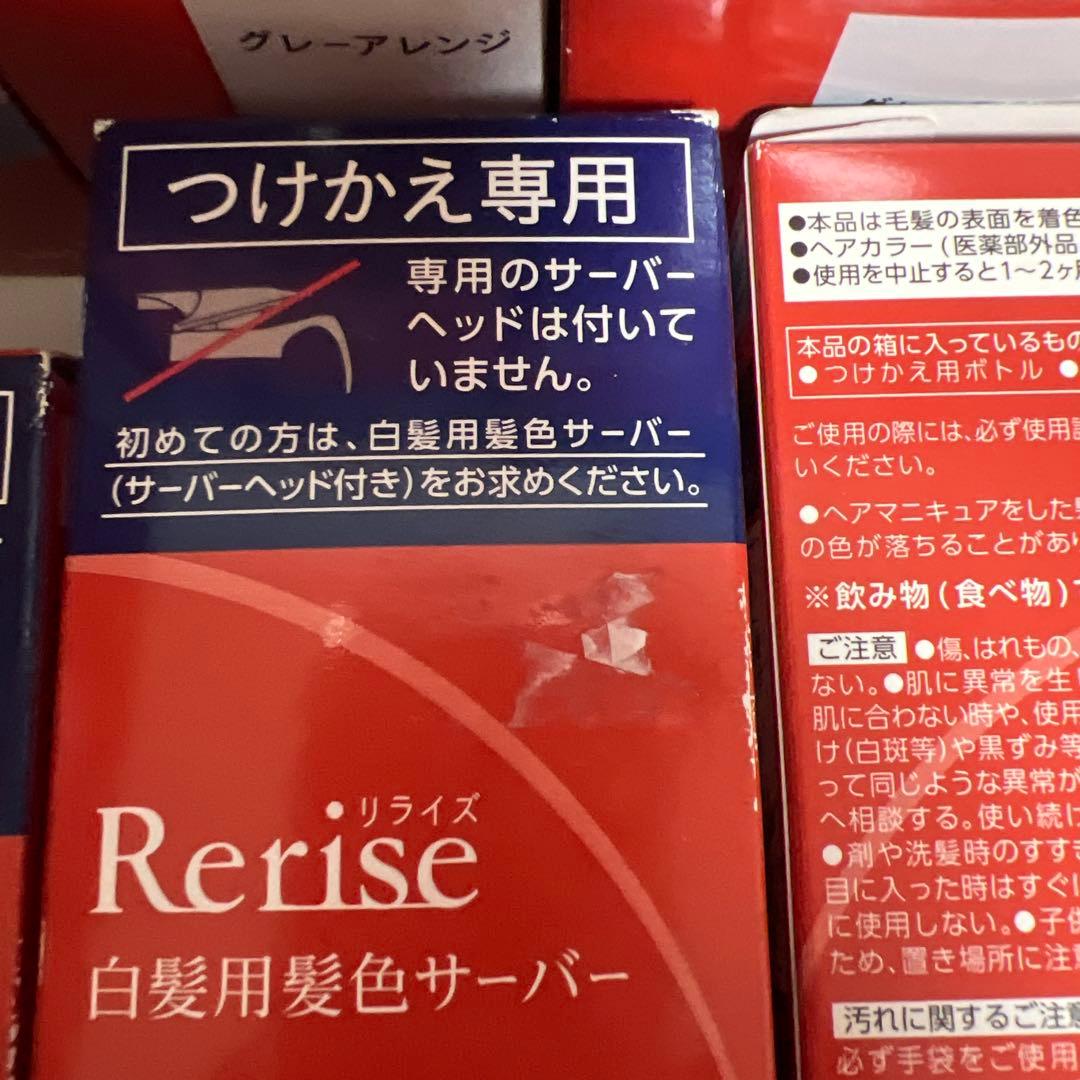 グレーアレンジ
つけかえ専用
専用のサーバー
ヘッドは付いて
いません。
初めての方は、白髪用髪色サーバー
(サーバーヘッド付き)をお求めください。
リライズ
Rerise
白髪用髪色サーバー
●本品は毛髪の表面を着色
●ヘアカラー(医薬部外品
●使用を中止すると1〜2ヶ月
本品の箱に入っているもの
●つけかえ用ボトル ●
ご使用の際には、必ず使用説
いください。
●ヘアマニキュアをした髪
の色が落ちることがあり
※飲み物(食べ物)で
ご注意 ●傷、はれもの、
ない。●肌に異常を生じ
肌に合わない時や、使用
け(白斑等)や黒ずみ等
って同じような異常が
へ相談する。使い続け
●剤や洗髪時のすすぎ
目に入った時はすぐに
に使用しない。●子供
ため、置き場所に注意
汚れに関するご注意
必ず手袋をご使用